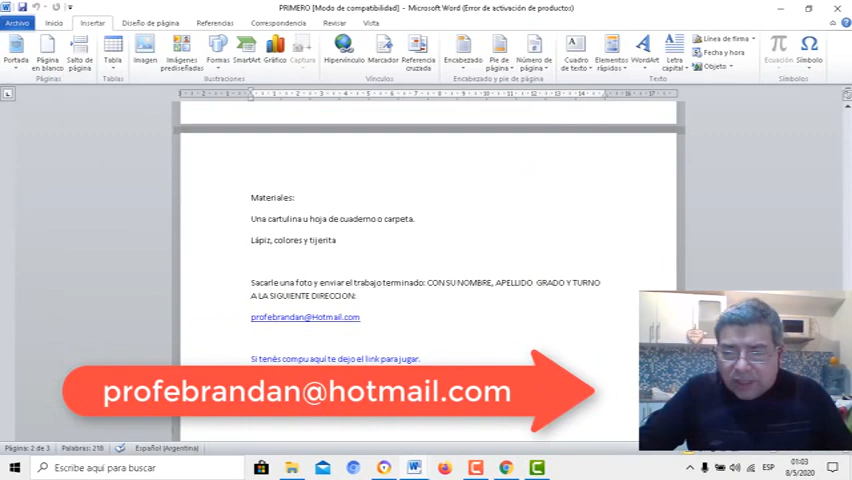 PRIMERO [Modo de compatibilidad] - Microsoft Word (Error de activación de productos)
Archivo Inicio Insertar Diseño de página Referencias Correspondencia Revisar Vista
Portada
Página en blanco
Salto de página
Páginas
Tabla
Tablas
Imagen
Imágenes prediseñadas
Formas
SmartArt
Gráfico
Captura
Ilustraciones
Hipervínculo
Marcador
Referencia cruzada
Vínculos
Encabezado
Pie de página
Número de página
Encabezado y pie de página
Cuadro de texto
Elementos rápidos
WordArt
Letra capital
Línea de firma
Fecha y hora
Objeto
Texto
Ecuación
Símbolo
Símbolos
Materiales:
Una cartulina u hoja de cuaderno o carpeta.
Lápiz, colores y tijerita
Sacarle una foto y enviar el trabajo terminado: CON SU NOMBRE, APELLIDO GRADO Y TURNO
A LA SIGUIENTE DIRECCION:
profebrandan@Hotmail.com
Si tenés compu aquí te dejo el link para jugar.
profebrandan@hotmail.com
Página: 2 de 3 Palabras: 218 Español (Argentina)
Escribe aquí para buscar
ESP
01:03
8/5/2020